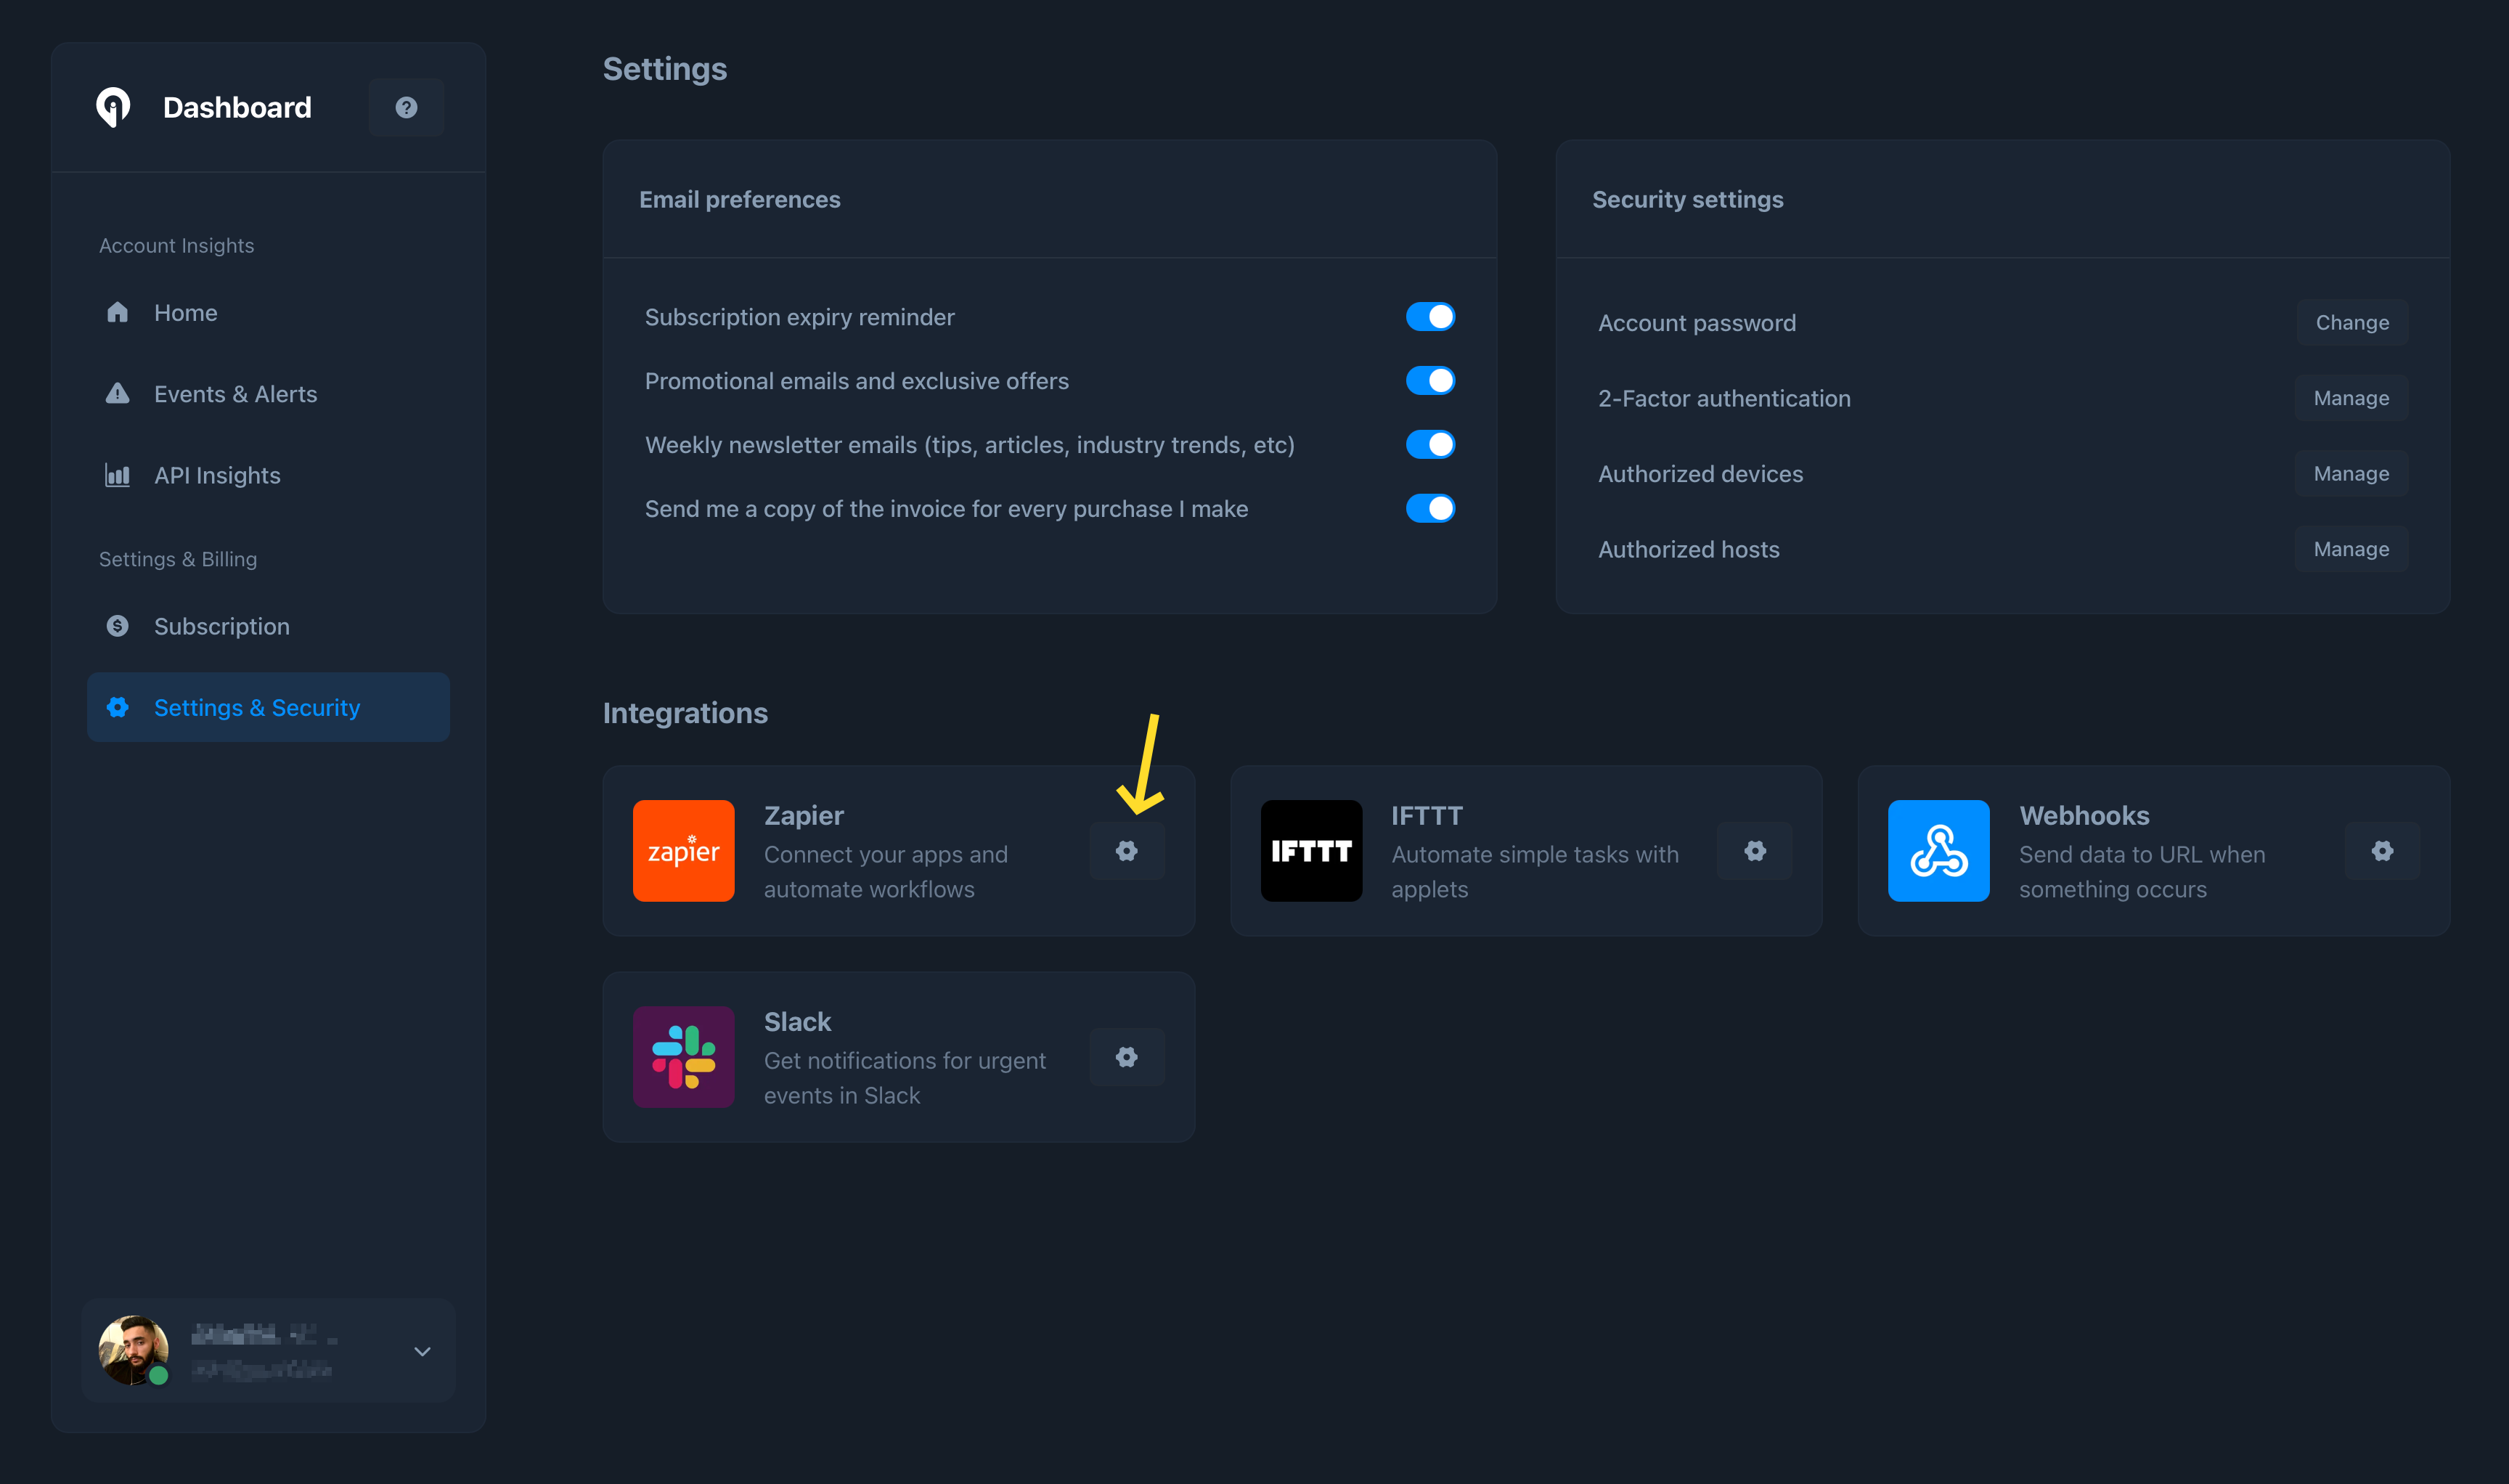 Dashboard
Account Insights
Home
Events & Alerts
API Insights
Settings & Billing
Subscription
Settings & Security
Settings
Email preferences
Subscription expiry reminder
Promotional emails and exclusive offers
Weekly newsletter emails (tips, articles, industry trends, etc)
Send me a copy of the invoice for every purchase I make
Security settings
Account password
Change
2-Factor authentication
Manage
Authorized devices
Manage
Authorized hosts
Manage
Integrations
zapier
Zapier
Connect your apps and
automate workflows
IFTTT
IFTTT
Automate simple tasks with
applets
Webhooks
Send data to URL when
something occurs
Slack
Get notifications for urgent
events in Slack